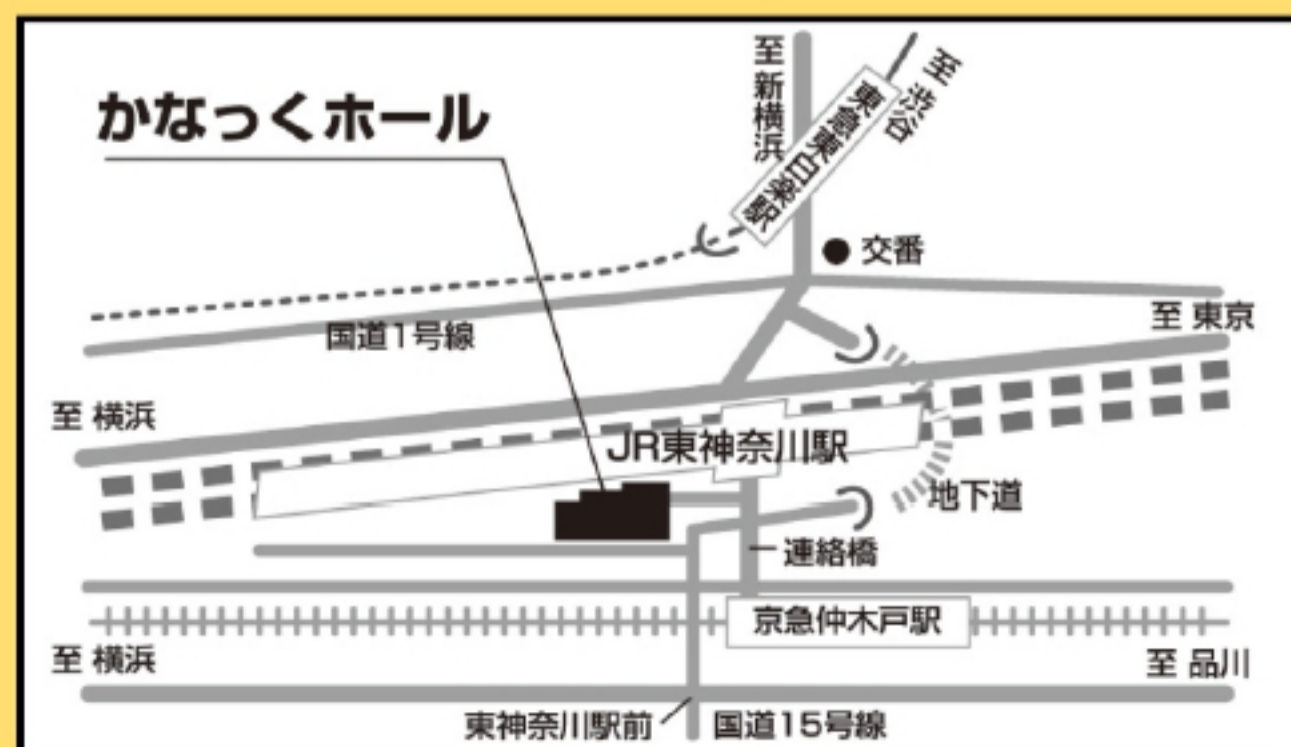 かなっくホール
至 新横浜
至 渋谷
東急東白楽駅
交番
国道1号線
至 東京
至 横浜
JR東神奈川駅
地下道
連絡橋
京急仲木戸駅
至 横浜
至 品川
東神奈川駅前
国道15号線